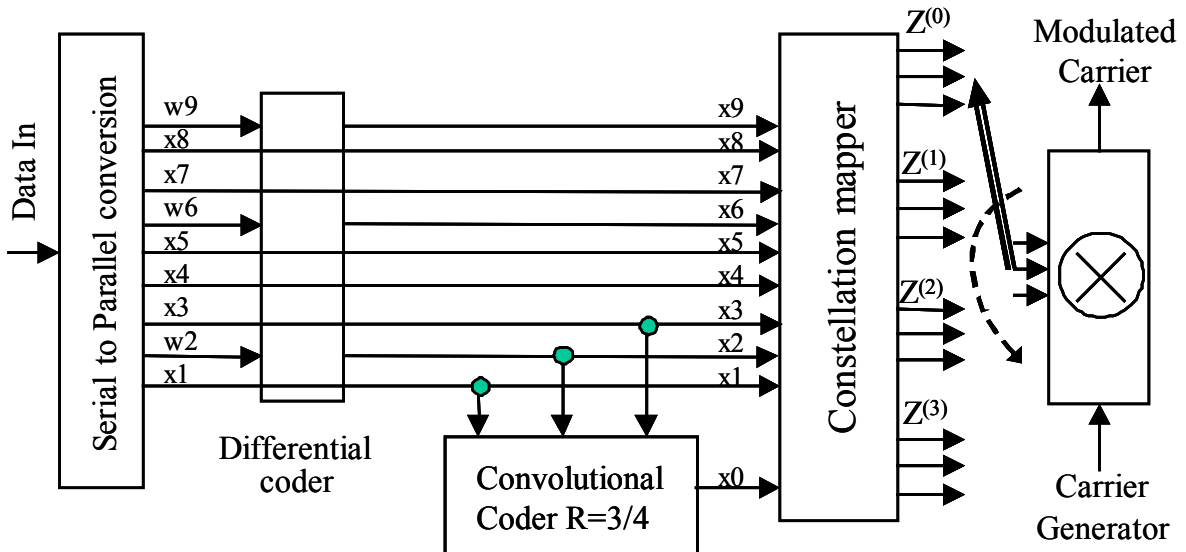 Data In
Serial to Parallel conversion
w9
x8
x7
w6
x5
x4
x3
w2
x1
Differential
coder
x9
x8
x7
x6
x5
x4
x3
x2
x1
Convolutional
Coder R=3/4
x0
Constellation mapper
Z(0)
Z(1)
Z(2)
Z(3)
Modulated
Carrier
Carrier
Generator